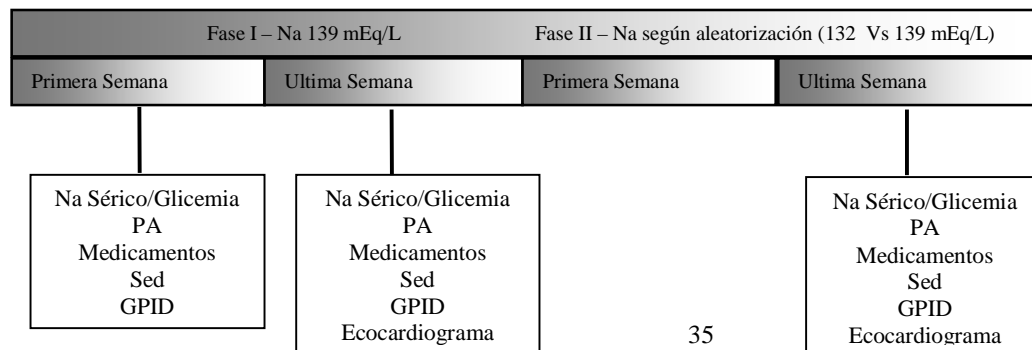 Fase I – Na 139 mEq/L
Fase II – Na según aleatorización (132 Vs 139 mEq/L)
Primera Semana
Ultima Semana
Primera Semana
Ultima Semana
Na Sérico/Glicemia
PA
Medicamentos
Sed
GPID
Na Sérico/Glicemia
PA
Medicamentos
Sed
GPID
Ecocardiograma
Na Sérico/Glicemia
PA
Medicamentos
Sed
GPID
Ecocardiograma
35